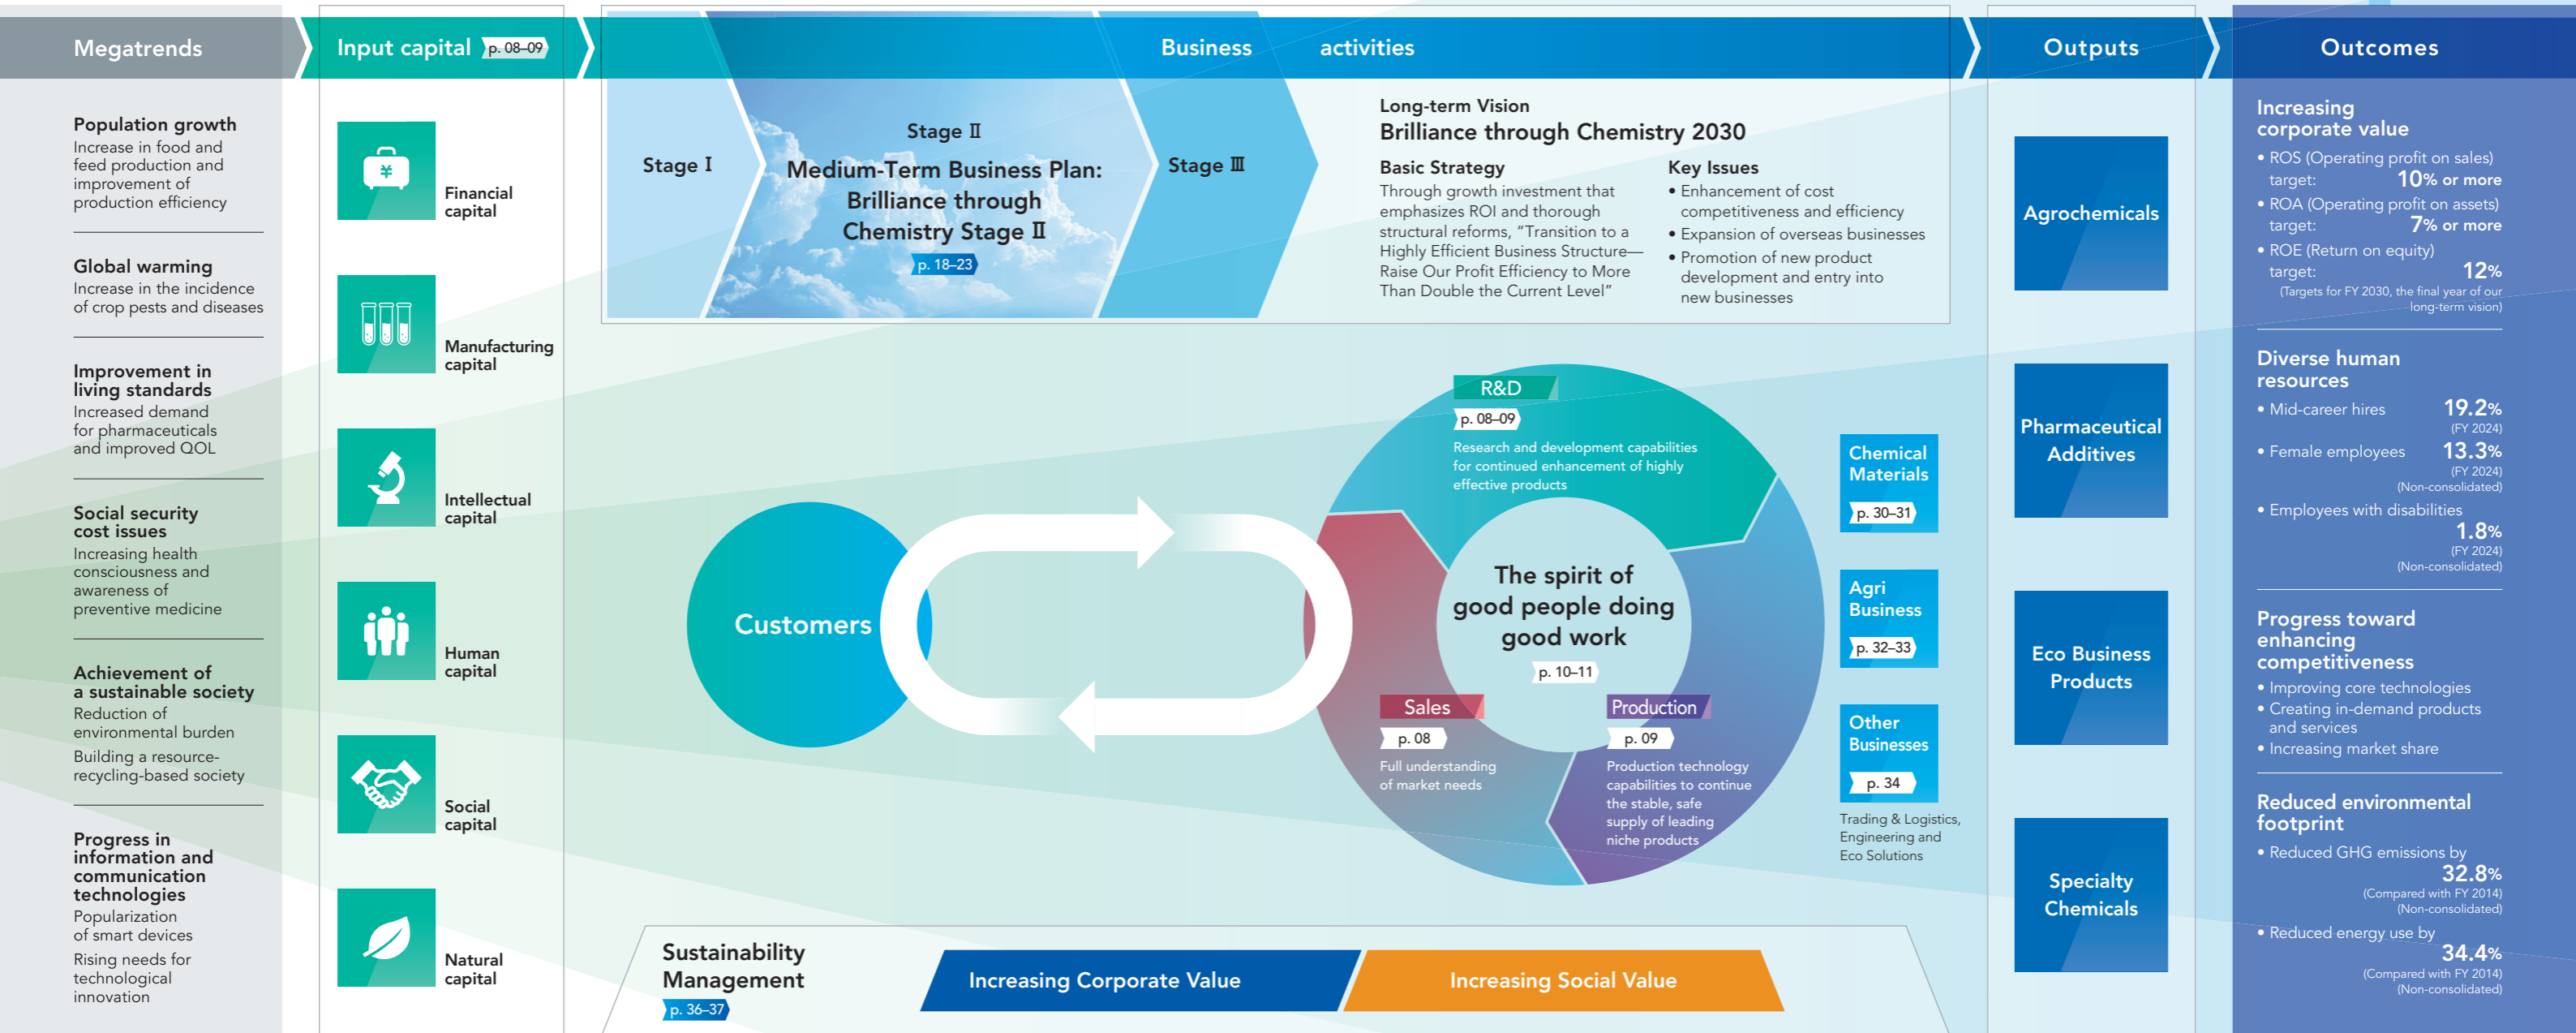 Megatrends
Population growth
Increase in food and
feed production and
improvement of
production efficiency
Global warming
Increase in the incidence
of crop pests and diseases
Improvement in
living standards
Increased demand
for pharmaceuticals
and improved QOL
Social security
cost issues
Increasing health
consciousness and
awareness of
preventive medicine
Achievement of
a sustainable society
Reduction of
environmental burden
Building a resource-
recycling-based society
Progress in
information and
communication
technologies
Popularization
of smart devices
Rising needs for
technological
innovation
Input capital p. 08–09
¥
Financial
capital
Manufacturing
capital
Intellectual
capital
Human
capital
Social
capital
Natural
capital
Business activities
Stage Ⅰ
Stage Ⅱ
Medium-Term Business Plan:
Brilliance through
Chemistry Stage Ⅱ
p. 18–23
Stage Ⅲ
Long-term Vision
Brilliance through Chemistry 2030
Basic Strategy
Through growth investment that
emphasizes ROI and thorough
structural reforms, “Transition to a
Highly Efficient Business Structure—
Raise Our Profit Efficiency to More
Than Double the Current Level”
Key Issues
• Enhancement of cost
competitiveness and efficiency
• Expansion of overseas businesses
• Promotion of new product
development and entry into
new businesses
Customers
R&D
p. 08–09
Research and development capabilities
for continued enhancement of highly
effective products
The spirit of
good people doing
good work
p. 10–11
Sales
p. 08
Full understanding
of market needs
Production
p. 09
Production technology
capabilities to continue
the stable, safe
supply of leading
niche products
Chemical
Materials
p. 30–31
Agri
Business
p. 32–33
Other
Businesses
p. 34
Trading & Logistics,
Engineering and
Eco Solutions
Sustainability
Management
p. 36–37
Increasing Corporate Value
Increasing Social Value
Outputs
Agrochemicals
Pharmaceutical
Additives
Eco Business
Products
Specialty
Chemicals
Outcomes
Increasing
corporate value
• ROS (Operating profit on sales)
target: 10% or more
• ROA (Operating profit on assets)
target: 7% or more
• ROE (Return on equity)
target: 12%
(Targets for FY 2030, the final year of our
long-term vision)
Diverse human
resources
• Mid-career hires 19.2%
(FY 2024)
• Female employees 13.3%
(FY 2024)
(Non-consolidated)
• Employees with disabilities
1.8%
(FY 2024)
(Non-consolidated)
Progress toward
enhancing
competitiveness
• Improving core technologies
• Creating in-demand products
and services
• Increasing market share
Reduced environmental
footprint
• Reduced GHG emissions by
32.8%
(Compared with FY 2014)
(Non-consolidated)
• Reduced energy use by
34.4%
(Compared with FY 2014)
(Non-consolidated)